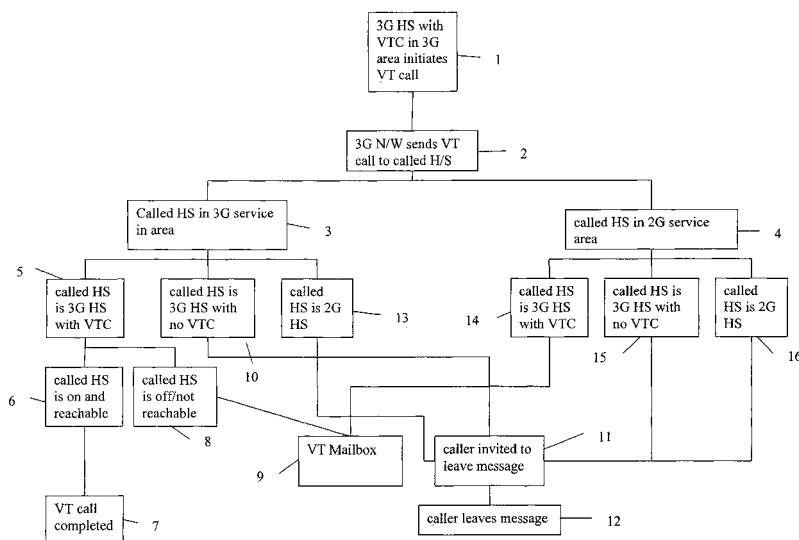 3G HS with
VTC in 3G
area initiates
VT call
1
3G N/W sends VT
call to called H/S
2
Called HS in 3G service
in area
3
called HS in 2G service
area
4
5
called HS
is 3G HS
with VTC
called HS is
3G HS with
no VTC
10
called
HS is 2G
HS
13
called HS
is 3G HS
with VTC
14
called HS is
3G HS with
no VTC
15
called
HS is 2G
HS
16
called HS
is on and
reachable
6
called HS
is off/not
reachable
8
VT Mailbox
9
caller invited to
leave message
11
VT call
completed
7
caller leaves message
12